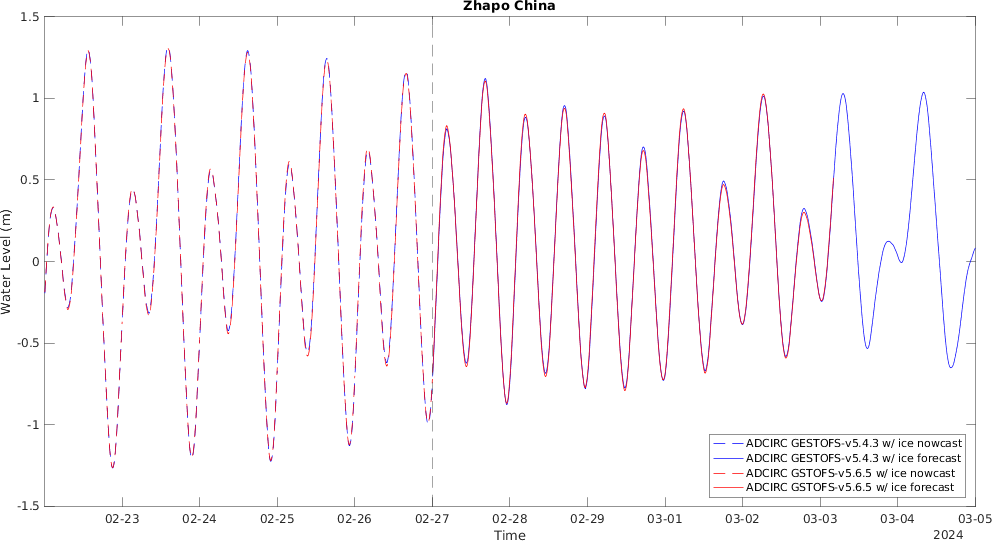 Zhapo China
1.5
1
0.5
0
-0.5
-1
-1.5
Water Level (m)
ADCIRC GESTOFS-v5.4.3 w/ ice nowcast
ADCIRC GESTOFS-v5.4.3 w/ ice forecast
ADCIRC GSTOFS-v5.6.5 w/ ice nowcast
ADCIRC GSTOFS-v5.6.5 w/ ice forecast
02-23 02-24 02-25 02-26 02-27 02-28 02-29 03-01 03-02 03-03 03-04 03-05
Time
2024